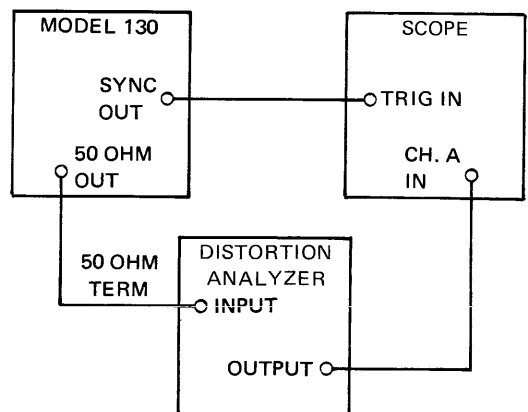 MODEL 130
SYNC
OUT
50 OHM
OUT
SCOPE
TRIG IN
CH. A
IN
50 OHM
TERM
DISTORTION
ANALYZER
INPUT
OUTPUT